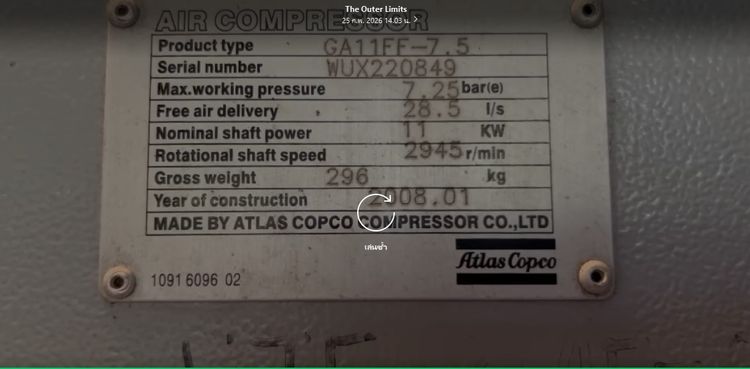 The Outer Limits
25 ก.พ. 2026 14.03 น.
AIR COMPRESSOR
Product type GA11FF-7.5
Serial number WUX220849
Max.working pressure 7.25 bar(e)
Free air delivery 28.5 l/s
Nominal shaft power 11 KW
Rotational shaft speed 2945 r/min
Gross weight 296 kg
Year of construction 2008.01
MADE BY ATLAS COPCO COMPRESSOR CO.,LTD
เล่นซ้ำ
Atlas Copco
1091 6096 02